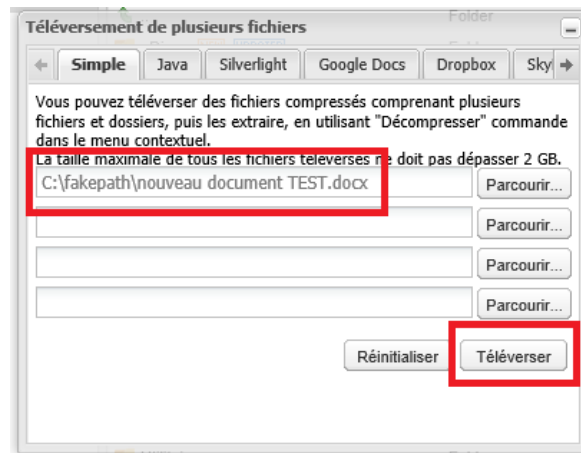 Folder
Téléversement de plusieurs fichiers
Simple Java Silverlight Google Docs Dropbox Sky
Vous pouvez téléverser des fichiers compressés comprenant plusieurs
fichiers et dossiers, puis les extraire, en utilisant "Décompresser" commande
dans le menu contextuel.
La taille maximale de tous les fichiers téléversés ne doit pas dépasser 2 GB.
C:\fakepath\nouveau document TEST.docx Parcourir...
Parcourir...
Parcourir...
Parcourir...
Réinitialiser Téléverser